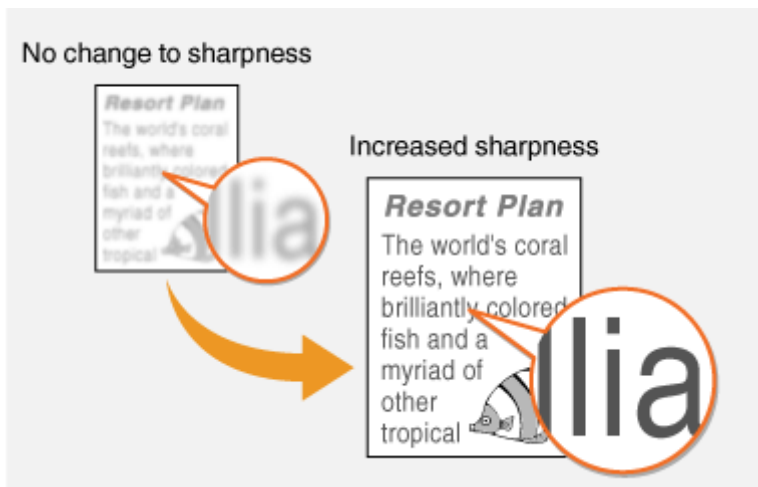 No change to sharpness
Resort Plan
The world's coral
reefs, where
brilliantly colored
fish and a
myriad of
other
tropical
lia
Increased sharpness
Resort Plan
The world's coral
reefs, where
brilliantly colored
fish and a
myriad of
other
tropical
llia